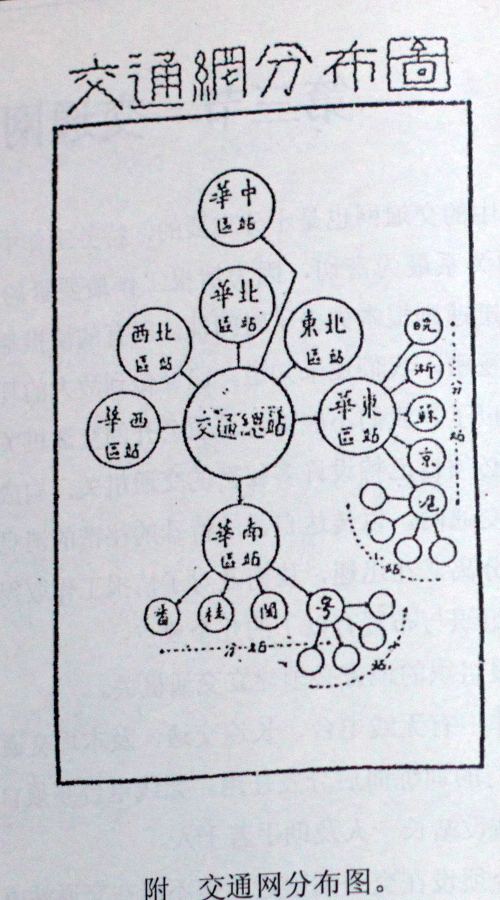 交通網分布圖
華中
區站
華北
區站
東北
區站
西北
區站
華西
區站
交通總站
華東
區站
皖
浙
蘇
京
滬
分站
站
華南
區站
桂
閩
粵
分站
站
附 交通网分布图。